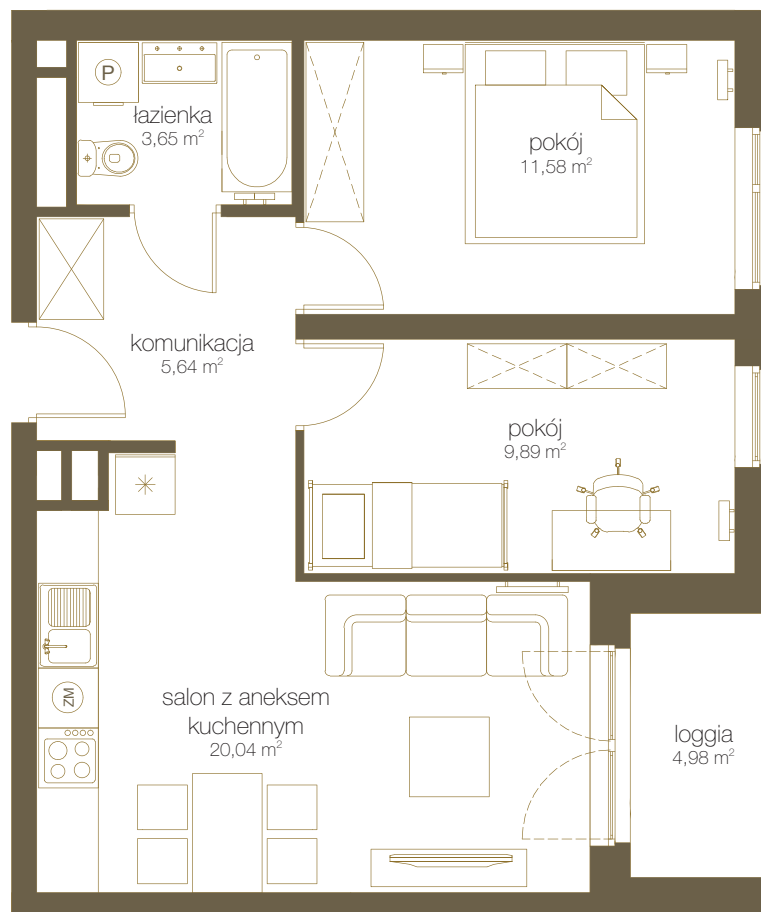 P
łazienka
3,65 m²
pokój
11,58 m²
komunikacja
5,64 m²
pokój
9,89 m²
salon z aneksem
kuchennym
20,04 m²
ZM
loggia
4,98 m²